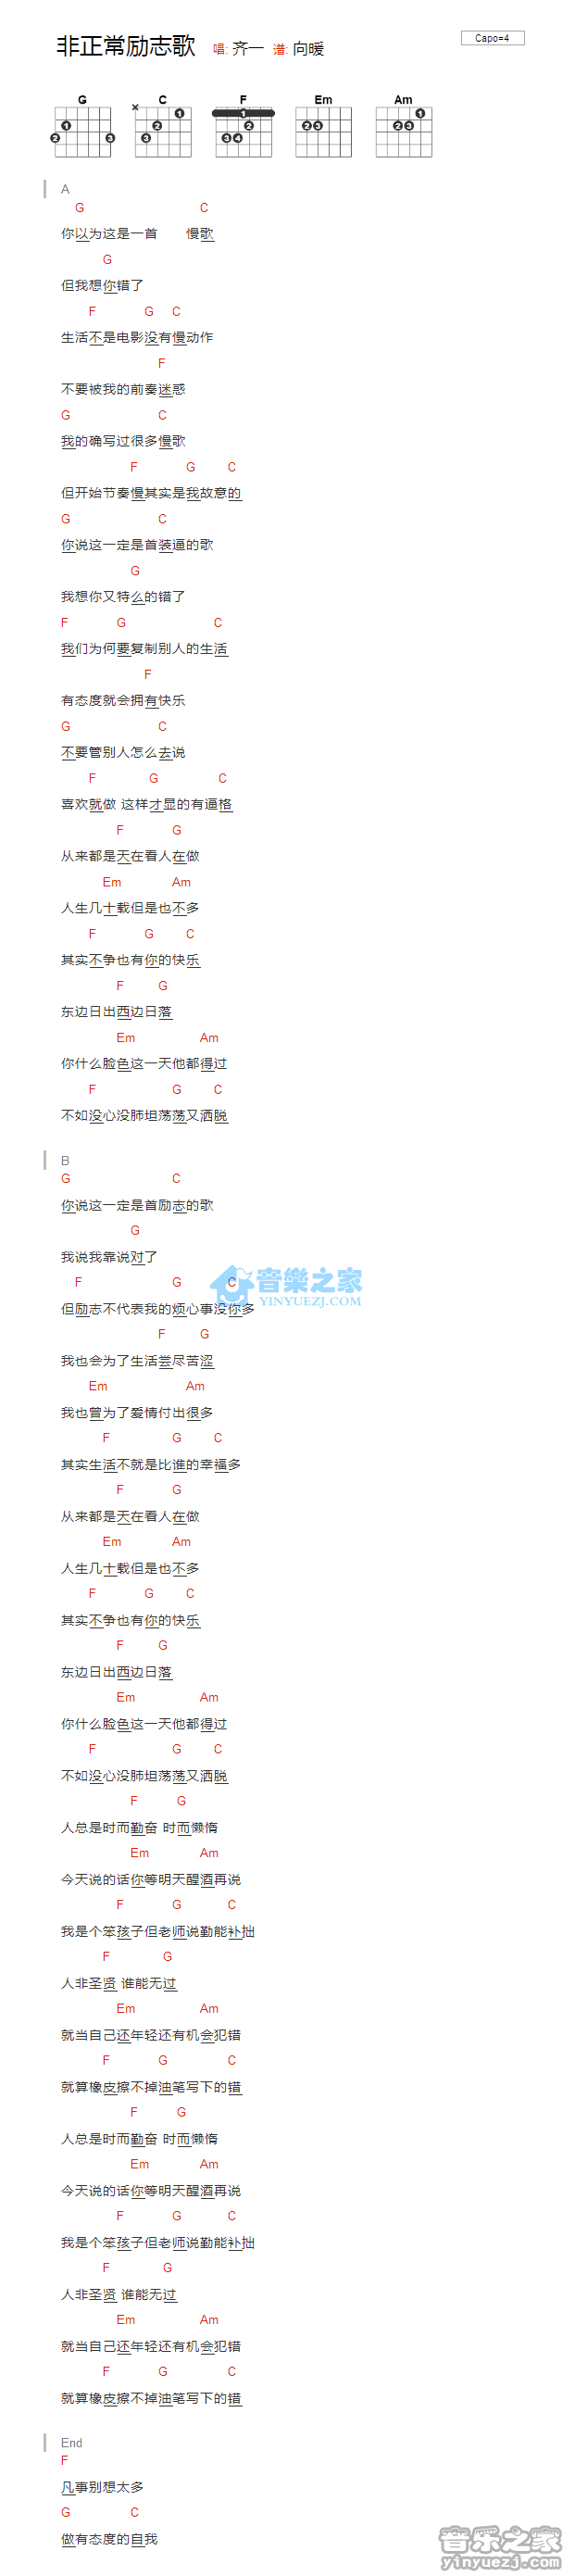 非正常励志歌 唱: 齐一 谱: 向暖
Capo=4
G C F Em Am
A
G C
你以为这是一首 慢歌
G
但我想你错了
F G C
生活不是电影没有慢动作
F
不要被我的前奏迷惑
G C
我的确写过很多慢歌
F G C
但开始节奏慢其实是我故意的
G C
你说这一定是首装逼的歌
G
我想你又特么的错了
F G C
我们为何要复制别人的生活
F
有态度就会拥有快乐
G C
不要管别人怎么去说
F G C
喜欢就做 这样才显的有逼格
F G
从来都是天在看人在做
Em Am
人生几十载但是也不多
F G C
其实不争也有你的快乐
F G
东边日出西边日落
Em Am
你什么脸色这一天他都得过
F G C
不如没心没肺坦荡荡又洒脱
B
G C
你说这一定是首励志的歌
G
我说我靠说对了
F G C
但励志不代表我的烦心事没你多
F G
我也会为了生活尝尽苦涩
Em Am
我也曾为了爱情付出很多
F G C
其实生活不就是比谁的幸福多
F G
从来都是天在看人在做
Em Am
人生几十载但是也不多
F G C
其实不争也有你的快乐
F G
东边日出西边日落
Em Am
你什么脸色这一天他都得过
F G C
不如没心没肺坦荡荡又洒脱
F G
人总是时而勤奋 时而懒惰
Em Am
今天说的话你等明天醒酒再说
F G C
我是个笨孩子但老师说勤能补拙
F G
人非圣贤 谁能无过
Em Am
就当自己还年轻还有机会犯错
F G C
就算橡皮擦不掉油笔写下的错
F G
人总是时而勤奋 时而懒惰
Em Am
今天说的话你等明天醒酒再说
F G C
我是个笨孩子但老师说勤能补拙
F G
人非圣贤 谁能无过
Em Am
就当自己还年轻还有机会犯错
F G C
就算橡皮擦不掉油笔写下的错
End
F
凡事别想太多
G C
做有态度的自我
音樂之家
YINYUEZJ.COM
音乐之家
yinyuezj.com